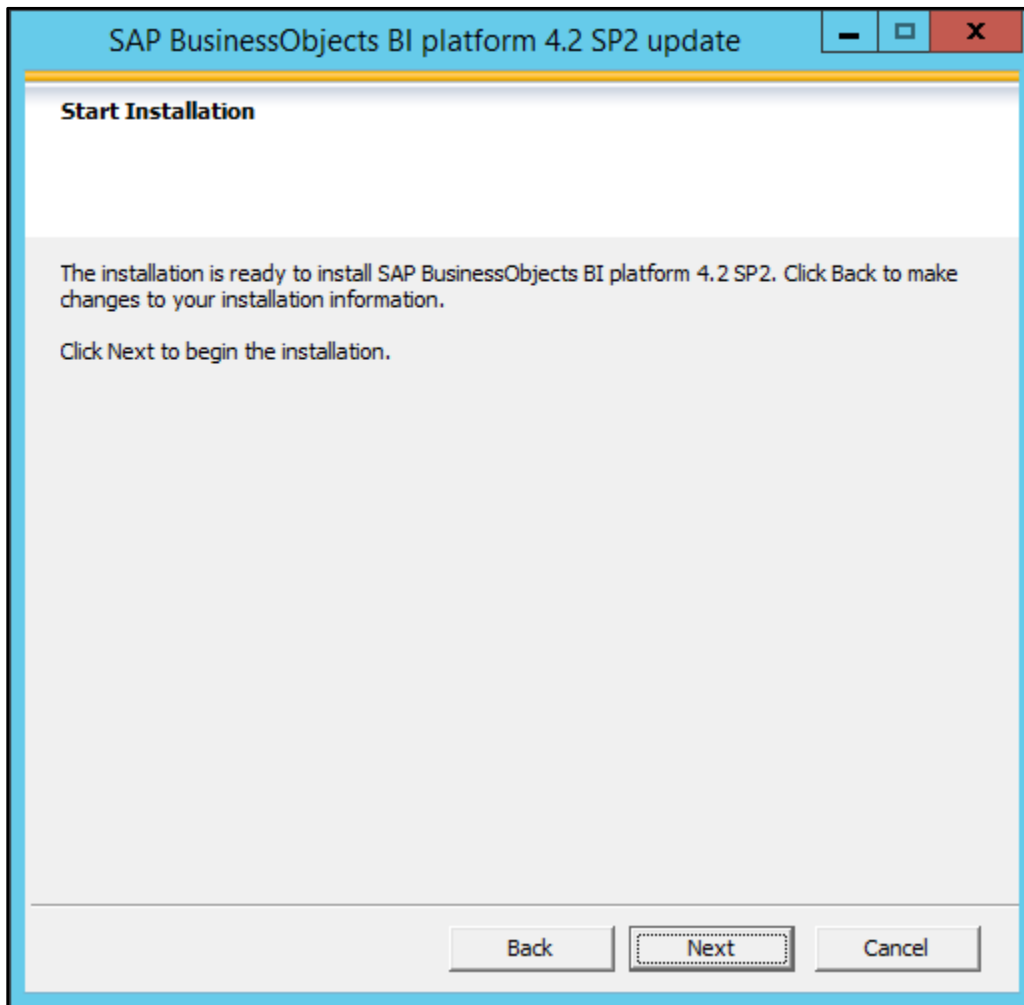 SAP BusinessObjects BI platform 4.2 SP2 update
Start Installation
The installation is ready to install SAP BusinessObjects BI platform 4.2 SP2. Click Back to make
changes to your installation information.
Click Next to begin the installation.
Back
Next
Cancel